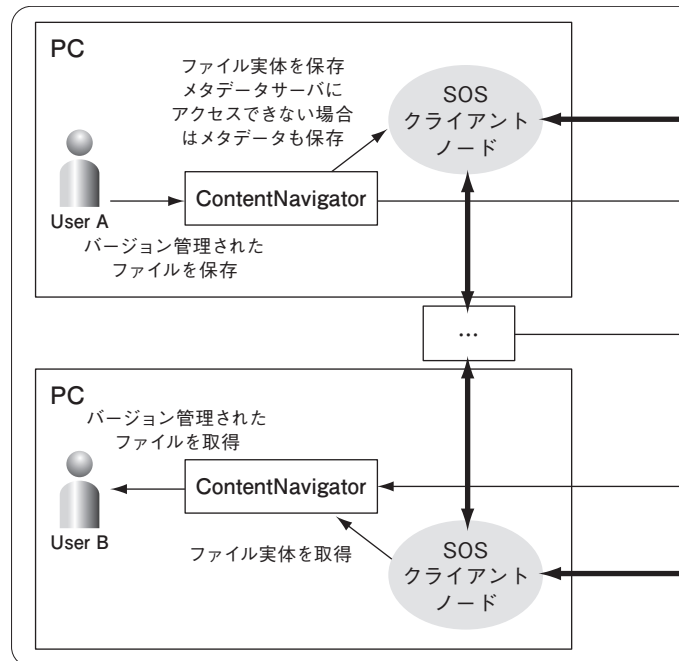 PC
ファイル実体を保存
メタデータサーバに
アクセスできない場合
はメタデータも保存
SOS
クライアント
ノード
ContentNavigator
User A
バージョン管理された
ファイルを保存
…
PC
バージョン管理された
ファイルを取得
ContentNavigator
User B
ファイル実体を取得
SOS
クライアント
ノード